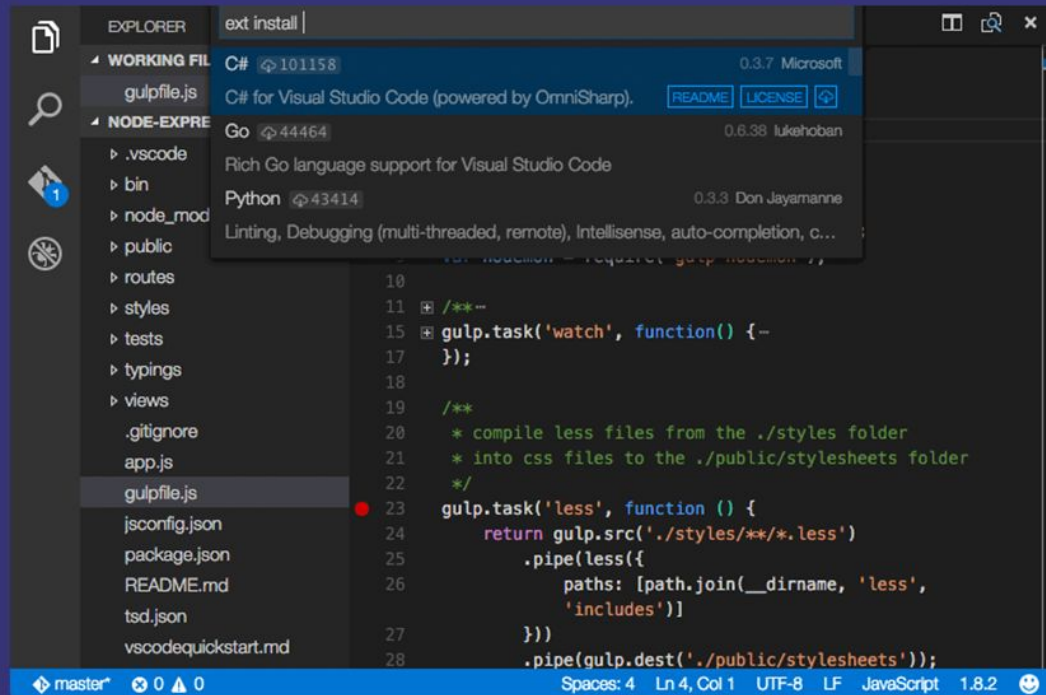 EXPLORER
ext install
WORKING FIL
gulpfile.js
C# 101158
0.3.7 Microsoft
C# for Visual Studio Code (powered by OmniSharp). README LICENSE
NODE-EXPRE
Go 44464
0.6.38 lukehoban
Rich Go language support for Visual Studio Code
Python 43414
0.3.3 Don Jayamanne
Linting, Debugging (multi-threaded, remote), Intellisense, auto-completion, c...
1
.vscode
bin
node_mod
public
routes
styles
tests
typings
views
.gitignore
app.js
gulpfile.js
jsconfig.json
package.json
README.md
tsd.json
vscodequickstart.md
10
11 /**...
15 gulp.task('watch', function() {...
17 });
18
19 /**
20 * compile less files from the ./styles folder
21 * into css files to the ./public/stylesheets folder
22 */
23 gulp.task('less', function () {
24 return gulp.src('./styles/**/*.less')
25 .pipe(less({
26 paths: [path.join(__dirname, 'less',
'includes')]
27 }))
28 .pipe(gulp.dest('./public/stylesheets'));
master* 0 0 Spaces: 4 Ln 4, Col 1 UTF-8 LF JavaScript 1.8.2